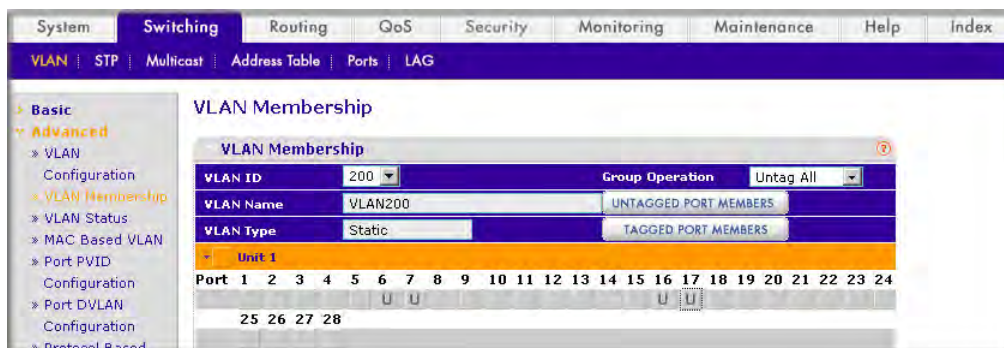 System Switching Routing QoS Security Monitoring Maintenance Help Index
VLAN STP Multicast Address Table Ports LAG
Basic
Advanced
» VLAN
Configuration
» VLAN Membership
» VLAN Status
» MAC Based VLAN
» Port PVID
Configuration
» Port DVLAN
Configuration
» Protocol Based
VLAN Membership
VLAN Membership
VLAN ID 200 Group Operation Untag All
VLAN Name VLAN200 UNTAGGED PORT MEMBERS
VLAN Type Static TAGGED PORT MEMBERS
Unit 1
Port 1 2 3 4 5 6 7 8 9 10 11 12 13 14 15 16 17 18 19 20 21 22 23 24
U U U U
25 26 27 28